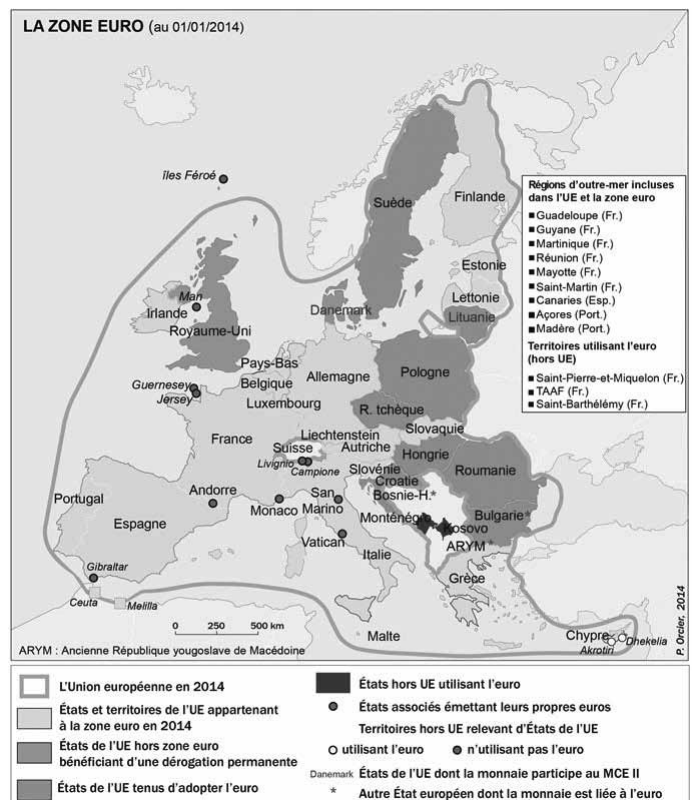 LA ZONE EURO (au 01/01/2014)
îles Féroé
Suède
Finlande
Régions d'outre-mer incluses
dans l'UE et la zone euro
Guadeloupe (Fr.)
Guyane (Fr.)
Martinique (Fr.)
Réunion (Fr.)
Mayotte (Fr.)
Saint-Martin (Fr.)
Canaries (Esp.)
Açores (Port.)
Madère (Port.)
Territoires utilisant l'euro
(hors UE)
Saint-Pierre-et-Miquelon (Fr.)
TAAF (Fr.)
Saint-Barthélémy (Fr.)
Estonie
Lettonie
Lituanie
Man
Irlande
Royaume-Uni
Danemark
Pays-Bas
Belgique
Luxembourg
Allemagne
Pologne
Guernesey
Jersey
R. tchèque
Slovaquie
France
Liechtenstein
Suisse
Autriche
Livignio
Campione
Hongrie
Roumanie
Slovénie
Croatie
Bosnie-H.*
Portugal
Espagne
Andorre
Monaco
San
Marino
Monténégro
Kosovo
Bulgarie*
ARYM*
Vatican
Italie
Grèce
Gibraltar
Ceuta
Melilla
Malte
Chypre
Akrotiri
Dhekelia
0 250 500 km
ARYM : Ancienne République yougoslave de Macédoine
P. Orcier, 2014
L'Union européenne en 2014
États et territoires de l'UE appartenant
à la zone euro en 2014
États de l'UE hors zone euro
bénéficiant d'une dérogation permanente
États de l'UE tenus d'adopter l'euro
États hors UE utilisant l'euro
États associés émettant leurs propres euros
Territoires hors UE relevant d'États de l'UE
utilisant l'euro
n'utilisant pas l'euro
Danemark États de l'UE dont la monnaie participe au MCE II
* Autre État européen dont la monnaie est liée à l'euro